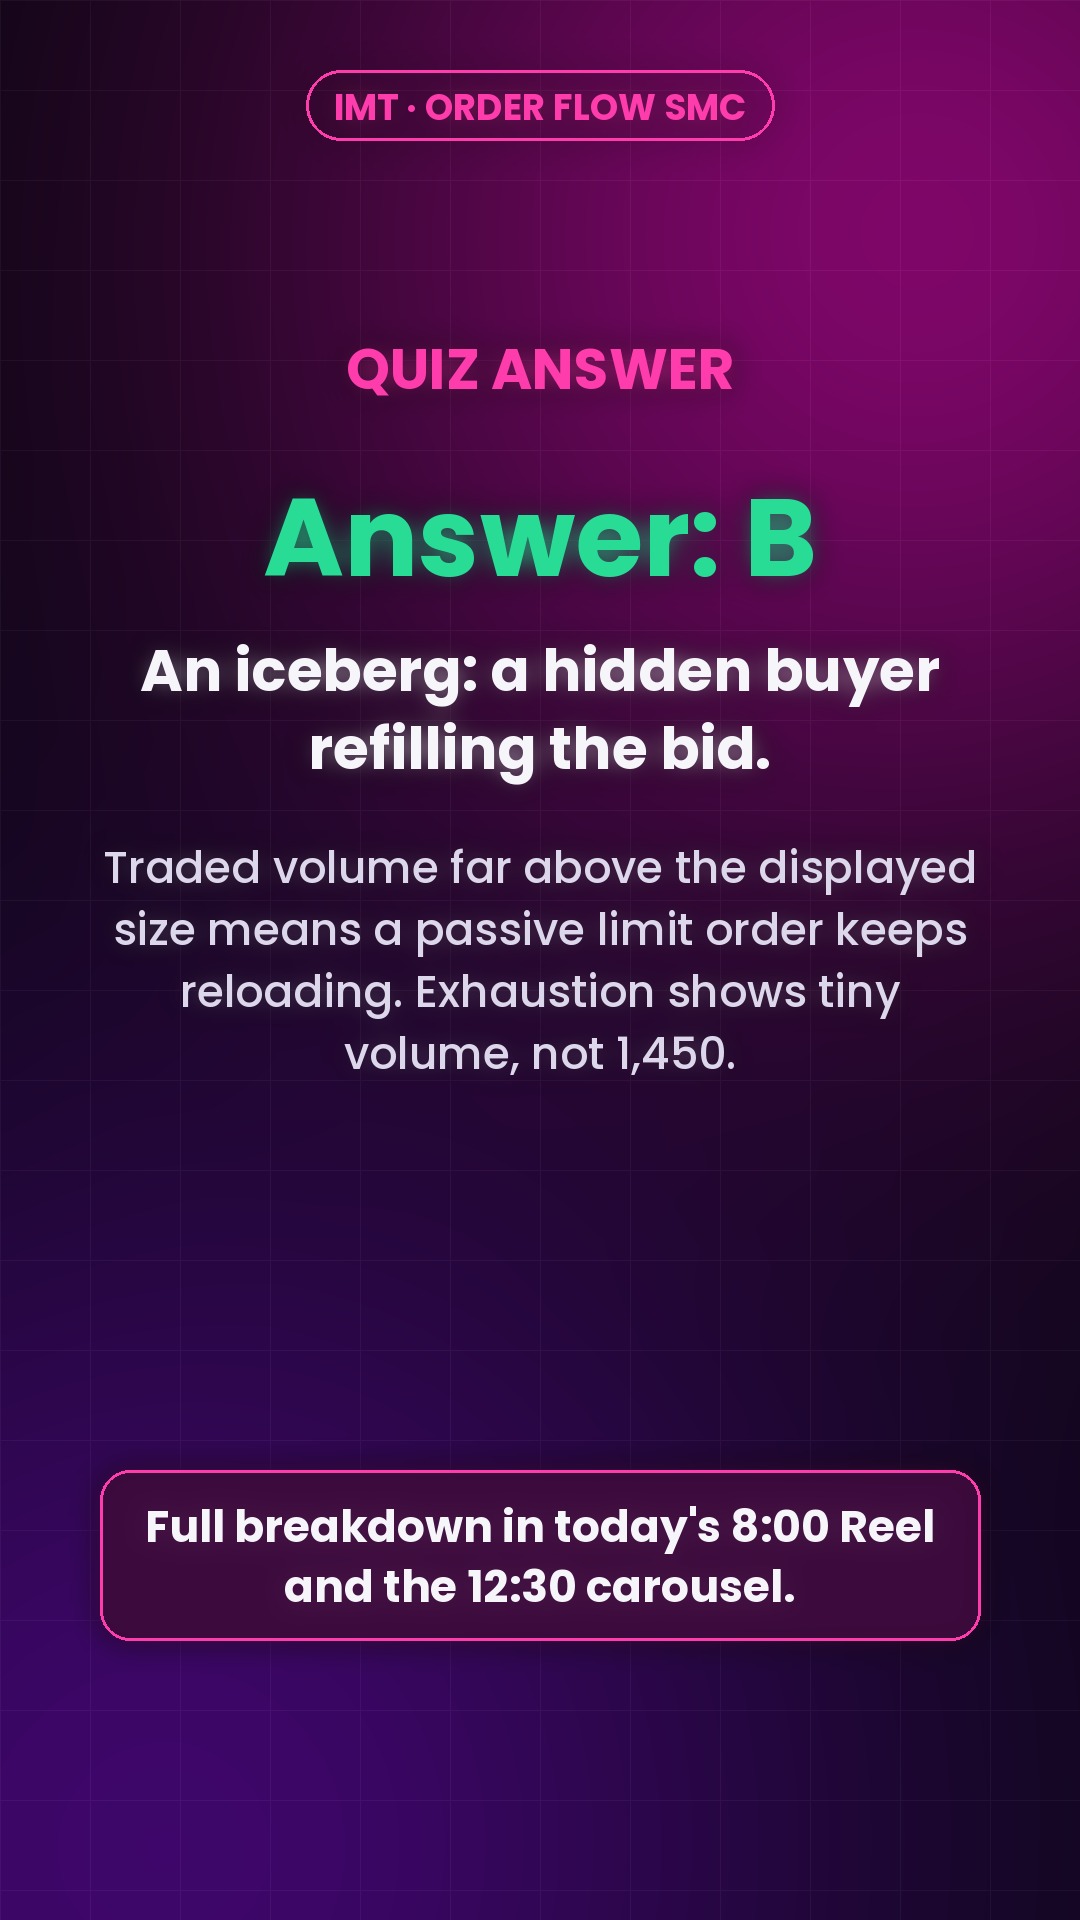 IMT · ORDER FLOW SMC
QUIZ ANSWER
Answer: B
An iceberg: a hidden buyer
refilling the bid.
Traded volume far above the displayed
size means a passive limit order keeps
reloading. Exhaustion shows tiny
volume, not 1,450.
Full breakdown in today's 8:00 Reel
and the 12:30 carousel.